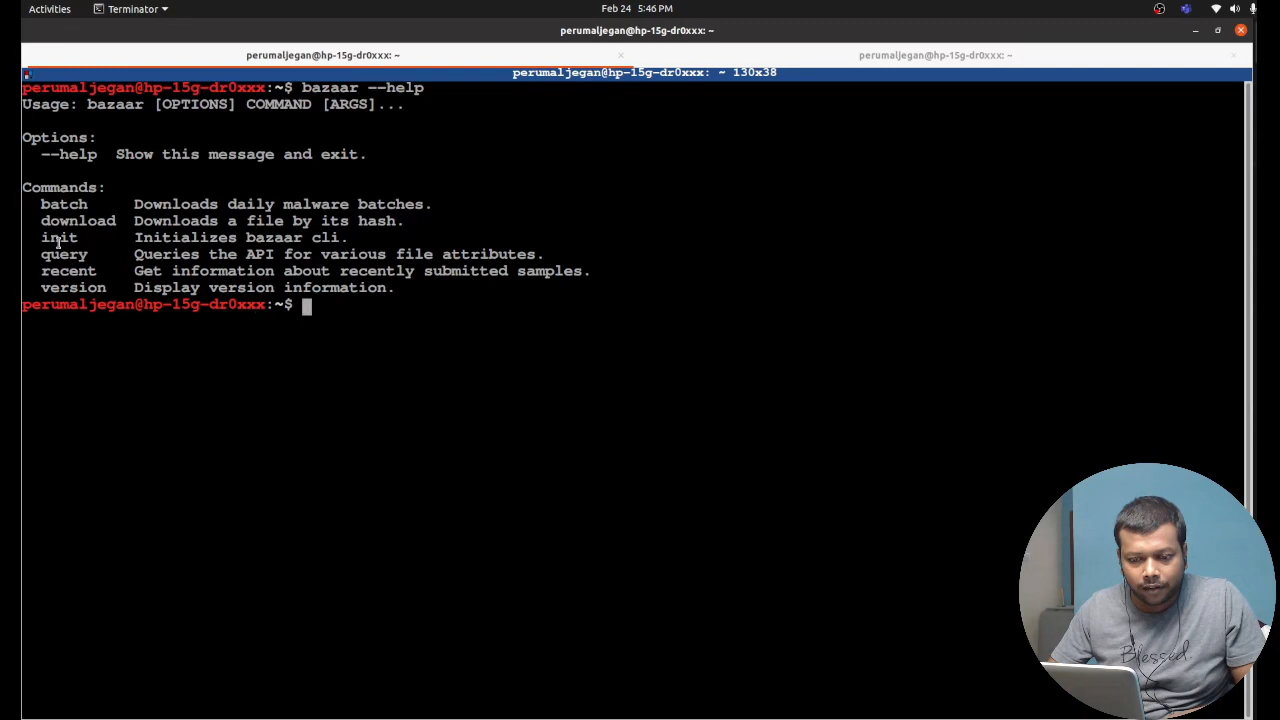 Activities Terminator Feb 24 5:46 PM
perumaljegan@hp-15g-dr0xxx: ~
perumaljegan@hp-15g-dr0xxx: ~ perumaljegan@hp-15g-dr0xxx: ~
perumaljegan@hp-15g-dr0xxx: ~ 130x38
perumaljegan@hp-15g-dr0xxx:~$ bazaar --help
Usage: bazaar [OPTIONS] COMMAND [ARGS]...
Options:
--help Show this message and exit.
Commands:
batch Downloads daily malware batches.
download Downloads a file by its hash.
init Initializes bazaar cli.
query Queries the API for various file attributes.
recent Get information about recently submitted samples.
version Display version information.
perumaljegan@hp-15g-dr0xxx:~$
Blessed.